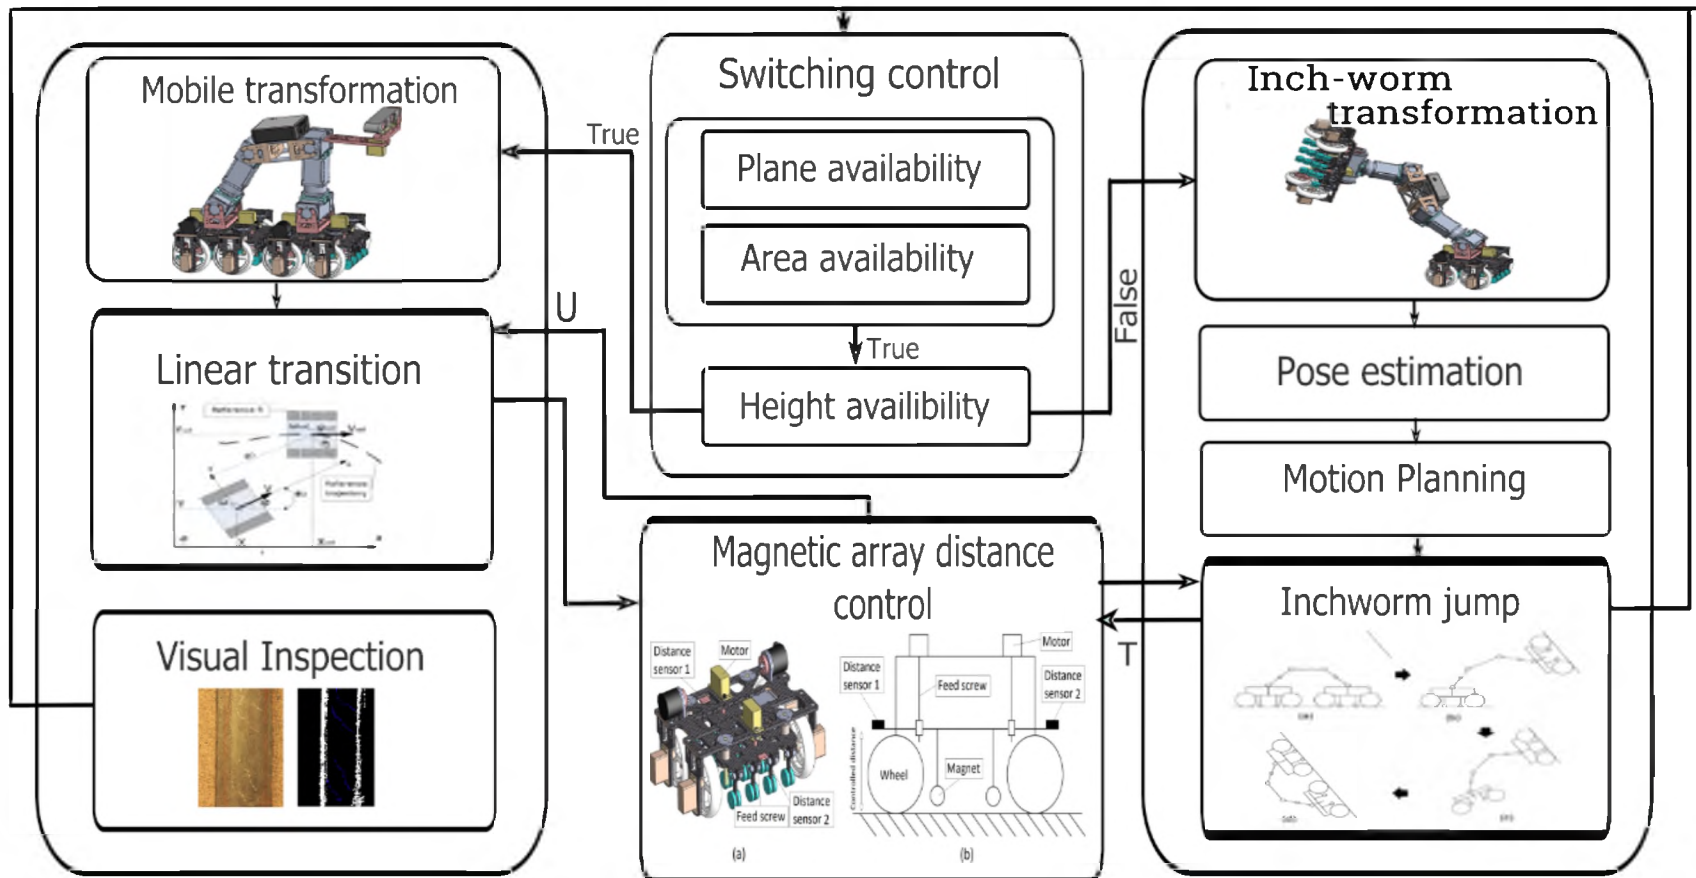 Mobile transformation
True
U
Linear transition
Visual Inspection
Switching control
Plane availability
Area availability
True
Height availibility
False
Magnetic array distance
control
Distance
sensor 1
Motor
Feed screw
Distance
sensor 2
(a)
Motor
Distance
sensor 1
Feed screw
Distance
sensor 2
Controlled distance
Wheel
Magnet
(b)
T
Inch-worm
transformation
Pose estimation
Motion Planning
Inchworm jump